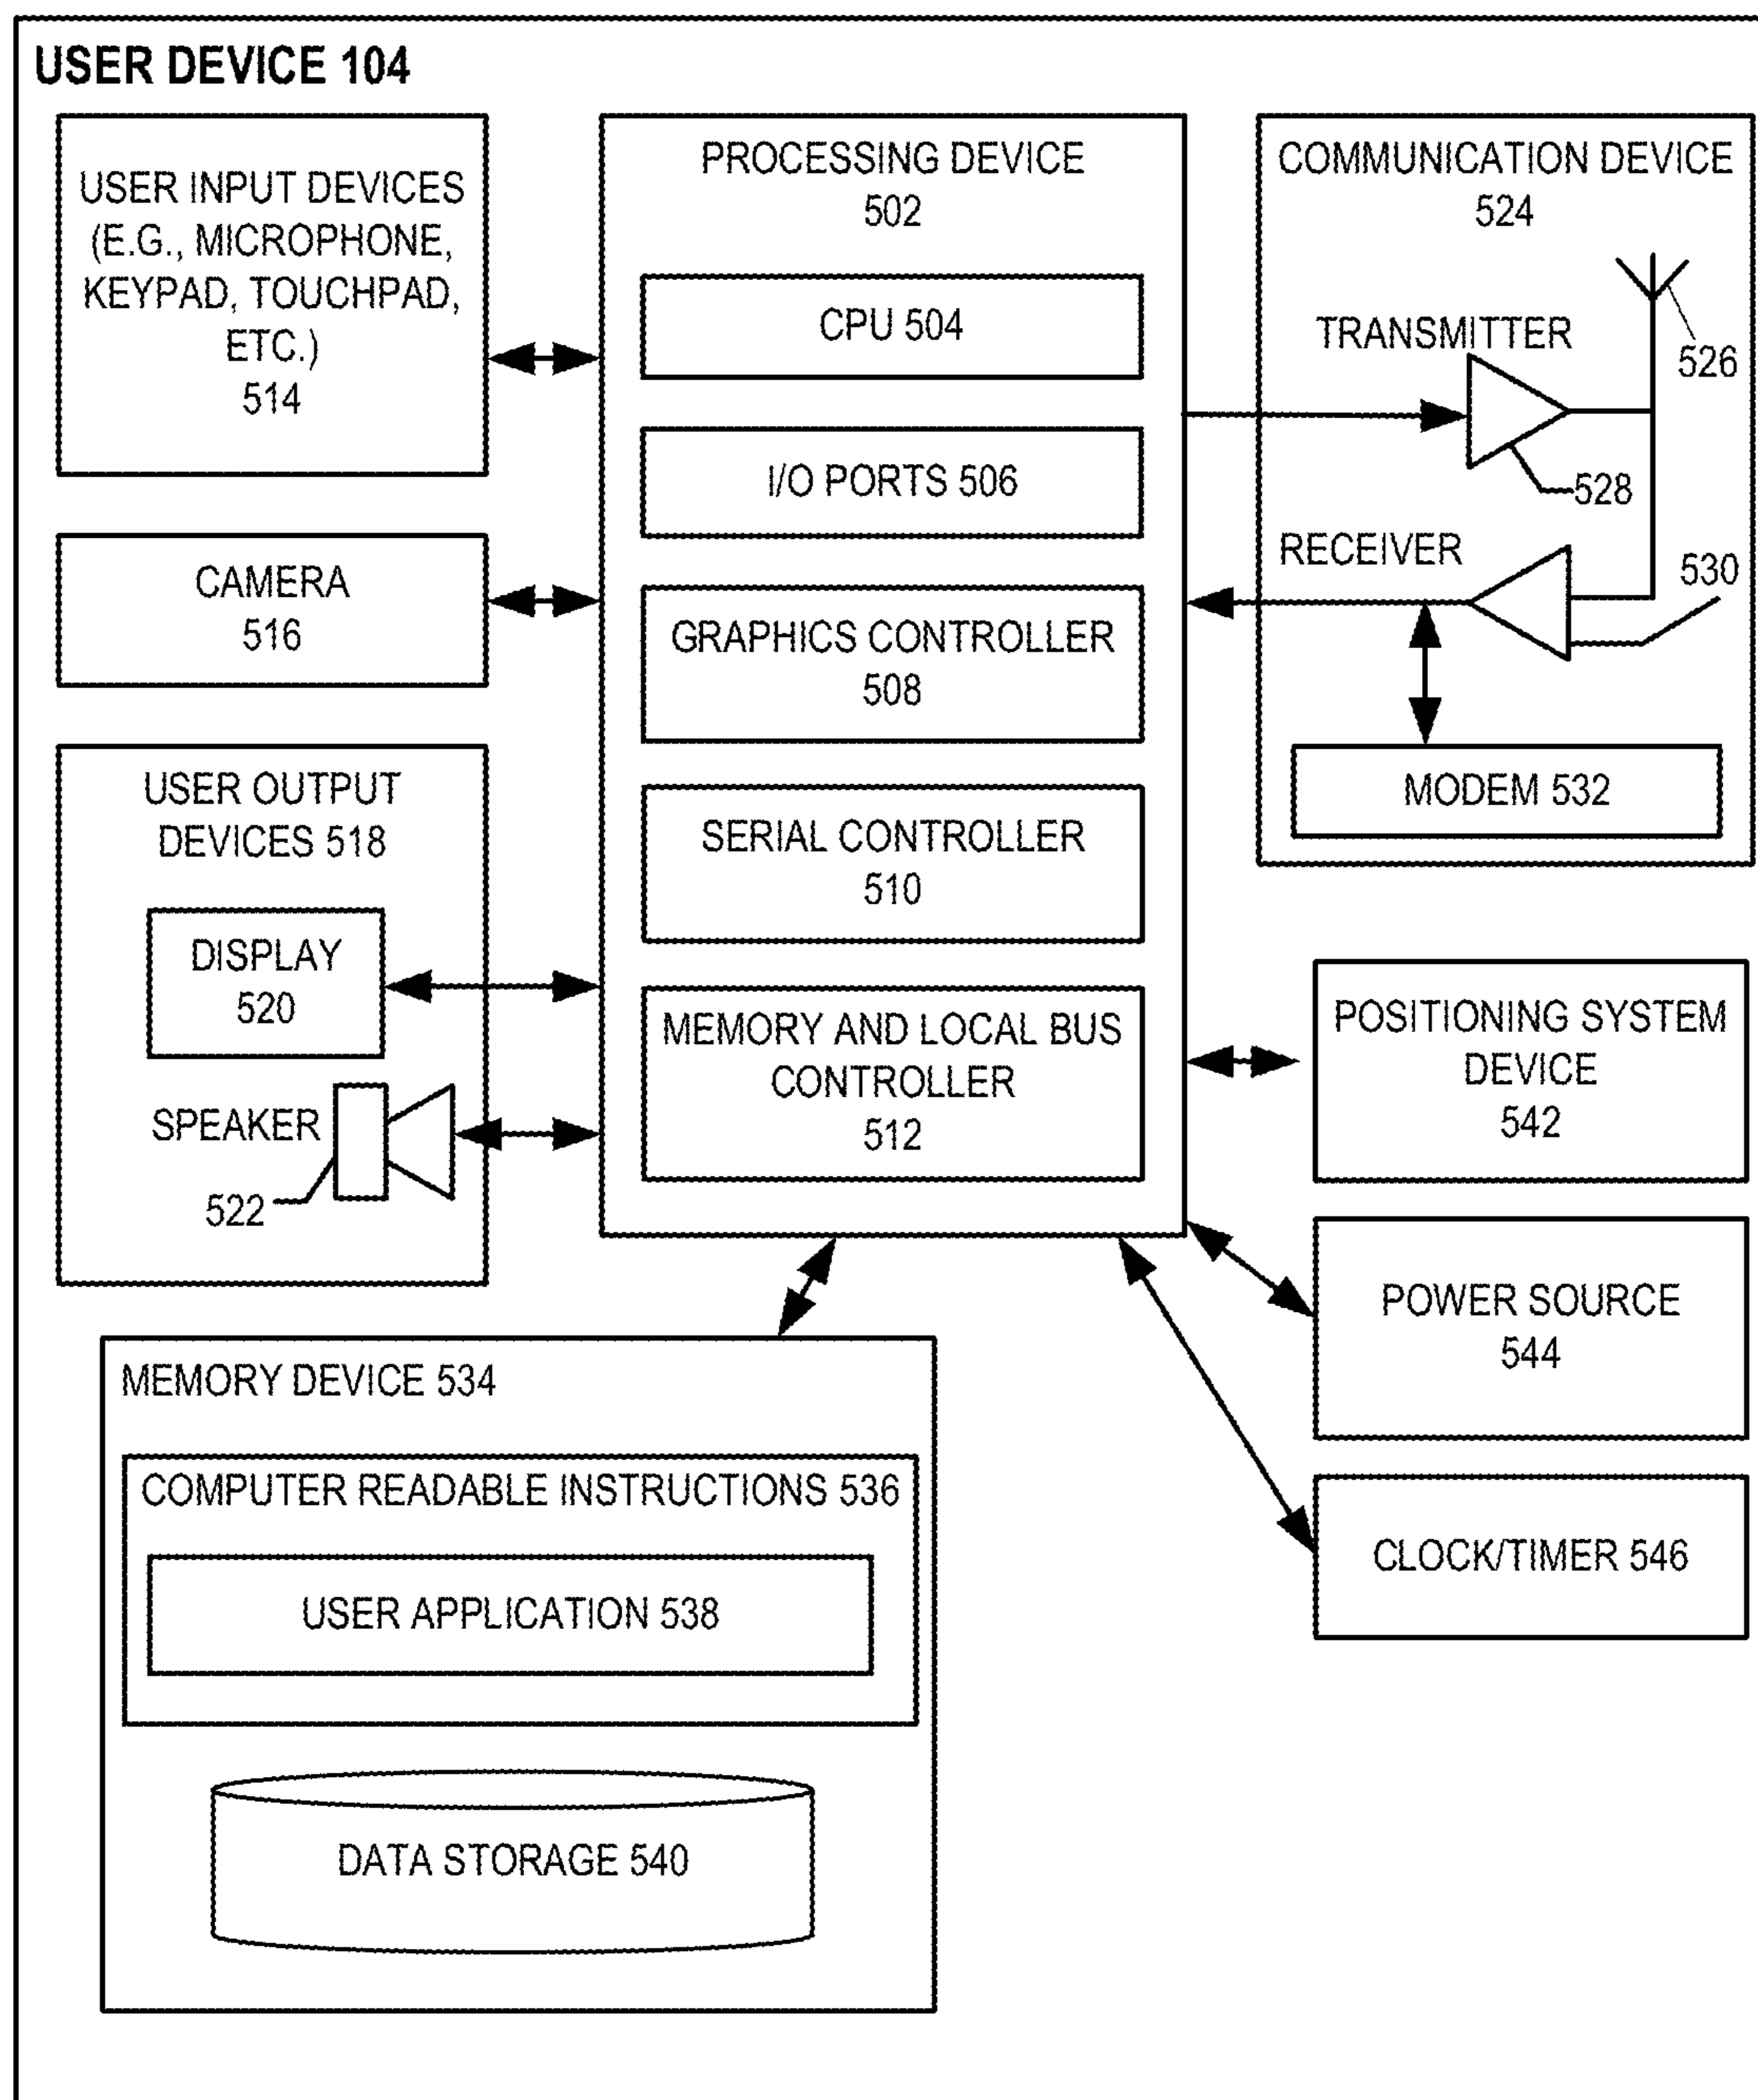 USER DEVICE 104
USER INPUT DEVICES
(E.G., MICROPHONE,
KEYPAD, TOUCHPAD,
ETC.)
514
CAMERA
516
USER OUTPUT
DEVICES 518
DISPLAY
520
SPEAKER
522
PROCESSING DEVICE
502
CPU 504
I/O PORTS 506
GRAPHICS CONTROLLER
508
SERIAL CONTROLLER
510
MEMORY AND LOCAL BUS
CONTROLLER
512
COMMUNICATION DEVICE
524
TRANSMITTER
526
528
RECEIVER
530
MODEM 532
POSITIONING SYSTEM
DEVICE
542
POWER SOURCE
544
CLOCK/TIMER 546
MEMORY DEVICE 534
COMPUTER READABLE INSTRUCTIONS 536
USER APPLICATION 538
DATA STORAGE 540